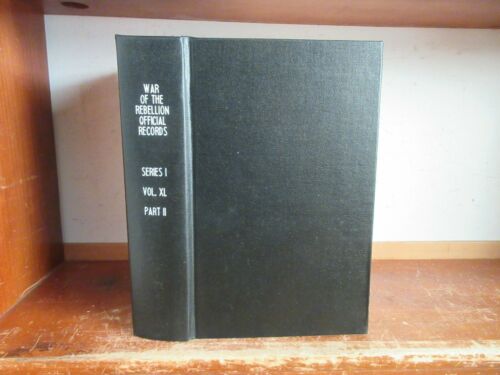 WAR
OF THE
REBELLION
OFFICIAL
RECORDS
SERIES I
VOL. XL
PART II